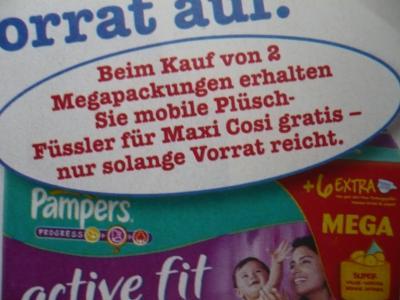 orrat auf.
Beim Kauf von 2
Megapackungen erhalten
Sie mobile Plüsch-
Füssler für Maxi Cosi gratis –
nur solange Vorrat reicht.
+6 EXTRA
Pampers
PROGRESS
MEGA
active fit
SUPER